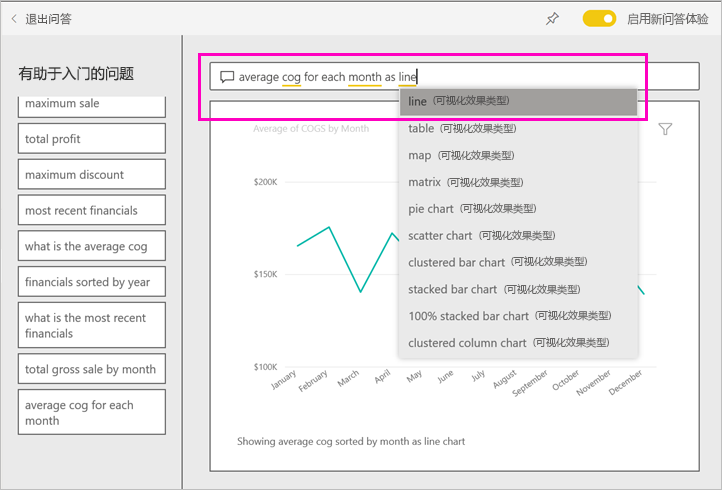 退出问答
启用新问答体验
有助于入门的问题
maximum sale
total profit
maximum discount
most recent financials
what is the average cog
financials sorted by year
what is the most recent
financials
total gross sale by month
average cog for each
month
average cog for each month as line
line (可视化效果类型)
table (可视化效果类型)
map (可视化效果类型)
matrix (可视化效果类型)
pie chart (可视化效果类型)
scatter chart (可视化效果类型)
clustered bar chart (可视化效果类型)
stacked bar chart (可视化效果类型)
100% stacked bar chart (可视化效果类型)
clustered column chart (可视化效果类型)
Average of COGS by Month
$200K
$150K
$100K
January
February
March
April
May
June
July
August
September
October
November
December
Showing average cog sorted by month as line chart